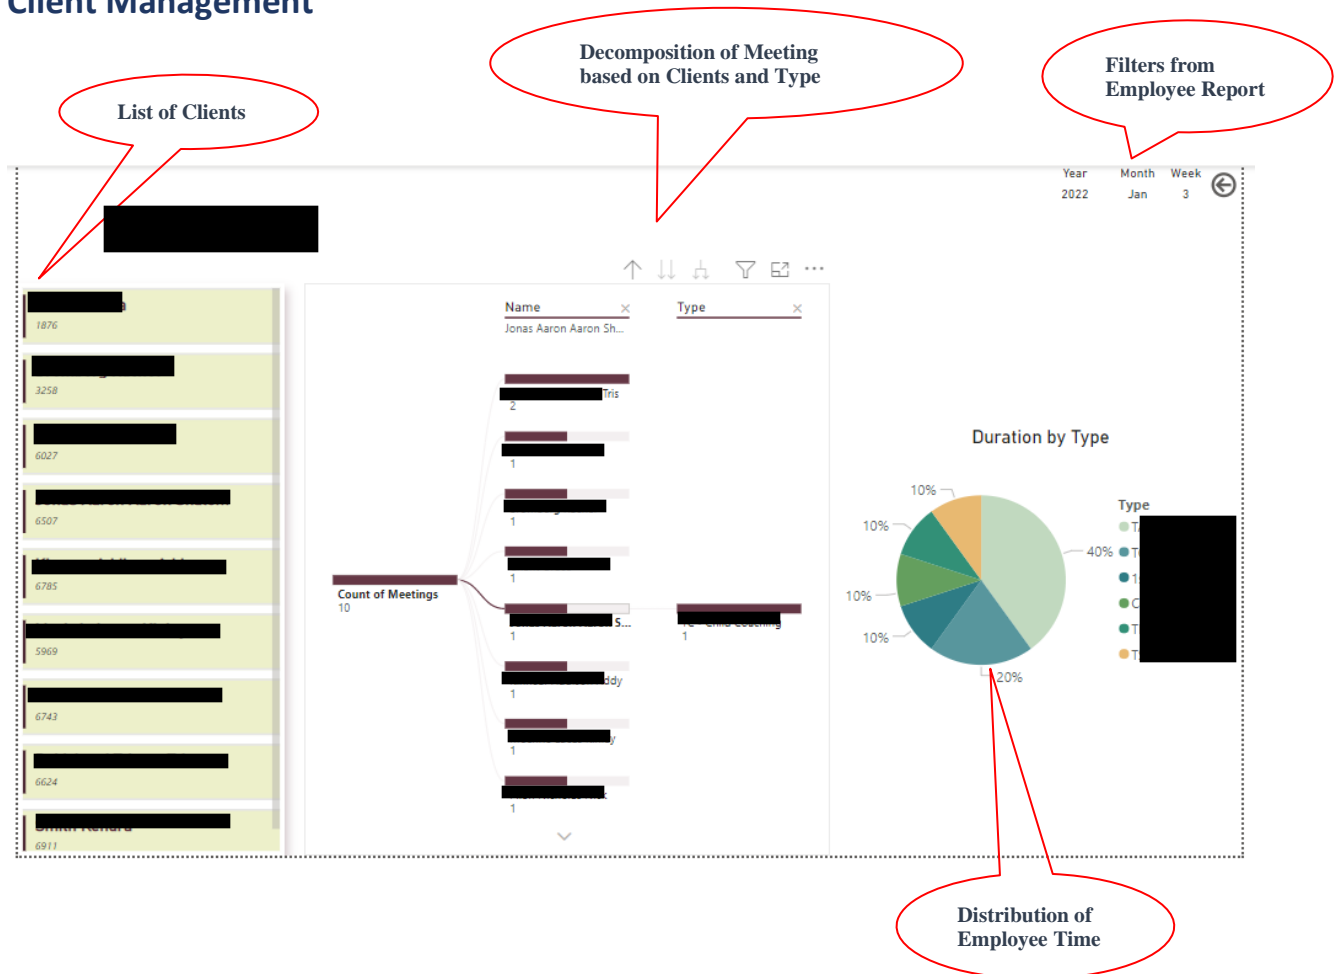 Client Management
Decomposition of Meeting
based on Clients and Type
Filters from
Employee Report
List of Clients
Year Month Week
2022 Jan 3
1876
3258
6027
6507
6785
5969
6743
6624
6911
Name
Type
Jonas Aaron Aaron Sh...
Count of Meetings
10
Tris
2
1
1
1
S...
1
1
1
1
1
Duration by Type
10%
10%
10%
10%
20%
40%
Type
Distribution of
Employee Time